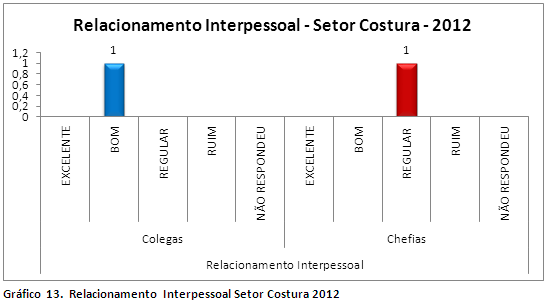 Relacionamento Interpessoal - Setor Costura - 2012
1 1
1,2
1
0,8
0,6
0,4
0,2
0
EXCELENTE BOM REGULAR RUIM NÃO RESPONDEU EXCELENTE BOM REGULAR RUIM NÃO RESPONDEU
Colegas Chefias
Relacionamento Interpessoal
Gráfico 13. Relacionamento Interpessoal Setor Costura 2012